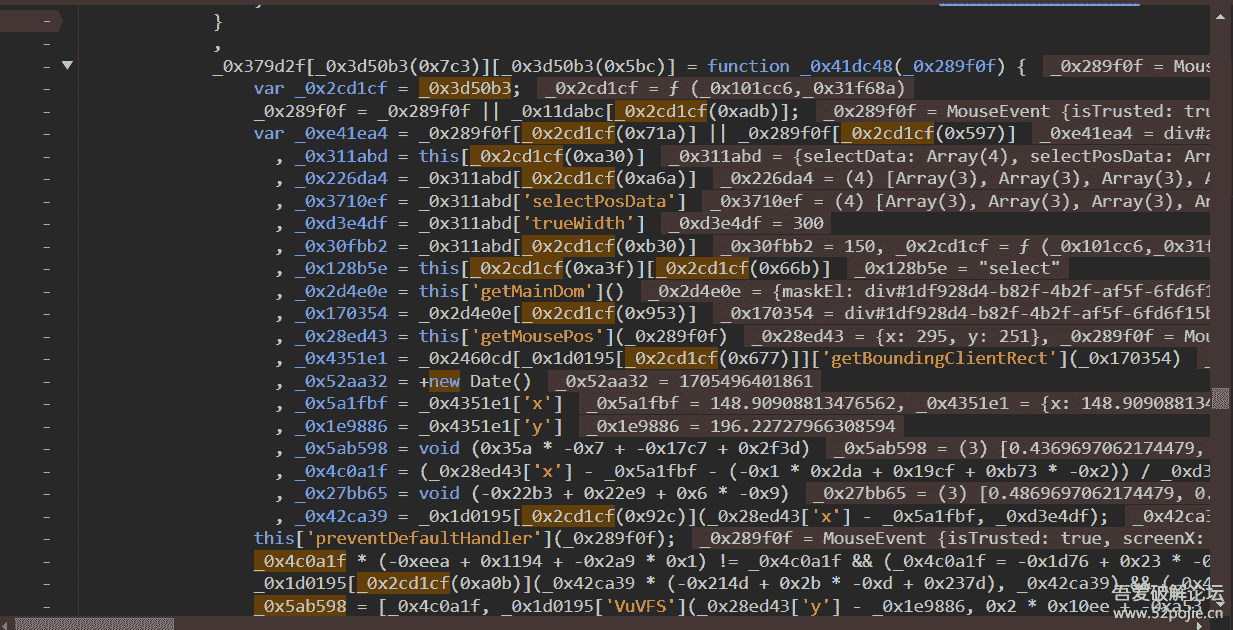 }
,
_0x379d2f[_0x3d50b3(0x7c3)][_0x3d50b3(0x5bc)] = function _0x41dc48(_0x289f0f) { _0x289f0f = Mous
var _0x2cd1cf = _0x3d50b3; _0x2cd1cf = ƒ (_0x101cc6,_0x31f68a)
_0x289f0f = _0x289f0f || _0x11dabc[_0x2cd1cf(0xadb)]; _0x289f0f = MouseEvent {isTrusted: tru
var _0xe41ea4 = _0x289f0f[_0x2cd1cf(0x71a)] || _0x289f0f[_0x2cd1cf(0x597)] _0xe41ea4 = div#a
, _0x311abd = this[_0x2cd1cf(0xa30)] _0x311abd = {selectData: Array(4), selectPosData: Arr
, _0x226da4 = _0x311abd[_0x2cd1cf(0xa6a)] _0x226da4 = (4) [Array(3), Array(3), Array(3), A
, _0x3710ef = _0x311abd['selectPosData'] _0x3710ef = (4) [Array(3), Array(3), Array(3), Ar
, _0xd3e4df = _0x311abd['trueWidth'] _0xd3e4df = 300
, _0x30fbb2 = _0x311abd[_0x2cd1cf(0xb30)] _0x30fbb2 = 150, _0x2cd1cf = ƒ (_0x101cc6,_0x31f
, _0x128b5e = this[_0x2cd1cf(0xa3f)][_0x2cd1cf(0x66b)] _0x128b5e = "select"
, _0x2d4e0e = this['getMainDom']() _0x2d4e0e = {maskEl: div#1df928d4-b82f-4b2f-af5f-6fd6f1
, _0x170354 = _0x2d4e0e[_0x2cd1cf(0x953)] _0x170354 = div#1df928d4-b82f-4b2f-af5f-6fd6f15b
, _0x28ed43 = this['getMousePos'](_0x289f0f) _0x28ed43 = {x: 295, y: 251}, _0x289f0f = Mou
, _0x4351e1 = _0x2460cd[_0x1d0195[_0x2cd1cf(0x677)]]['getBoundingClientRect'](_0x170354)
, _0x52aa32 = +new Date() _0x52aa32 = 1705496401861
, _0x5a1fbf = _0x4351e1['x'] _0x5a1fbf = 148.90908813476562, _0x4351e1 = {x: 148.909088134
, _0x1e9886 = _0x4351e1['y'] _0x1e9886 = 196.22727966308594
, _0x5ab598 = void (0x35a * -0x7 + -0x17c7 + 0x2f3d) _0x5ab598 = (3) [0.4369697062174479,
, _0x4c0a1f = (_0x28ed43['x'] - _0x5a1fbf - (-0x1 * 0x2da + 0x19cf + 0xb73 * -0x2)) / _0xd3
, _0x27bb65 = void (-0x22b3 + 0x22e9 + 0x6 * -0x9) _0x27bb65 = (3) [0.4869697062174479, 0.
, _0x42ca39 = _0x1d0195[_0x2cd1cf(0x92c)](_0x28ed43['x'] - _0x5a1fbf, _0xd3e4df); _0x42ca3
this['preventDefaultHandler'](_0x289f0f); _0x289f0f = MouseEvent {isTrusted: true, screenX:
_0x4c0a1f * (-0xeea + 0x1194 + -0x2a9 * 0x1) != _0x4c0a1f && (_0x4c0a1f = -0x1d76 + 0x23 * -0
_0x1d0195[_0x2cd1cf(0xa0b)](_0x42ca39 * (-0x214d + 0x2b * -0xd + 0x237d), _0x42ca39) && (_0x4
_0x5ab598 = [_0x4c0a1f, _0x1d0195['VuVFS'](_0x28ed43['y'] - _0x1e9886, 0x2 * 0x10ee + -0xa53
吾爱破解论坛
www.52pojie.cn